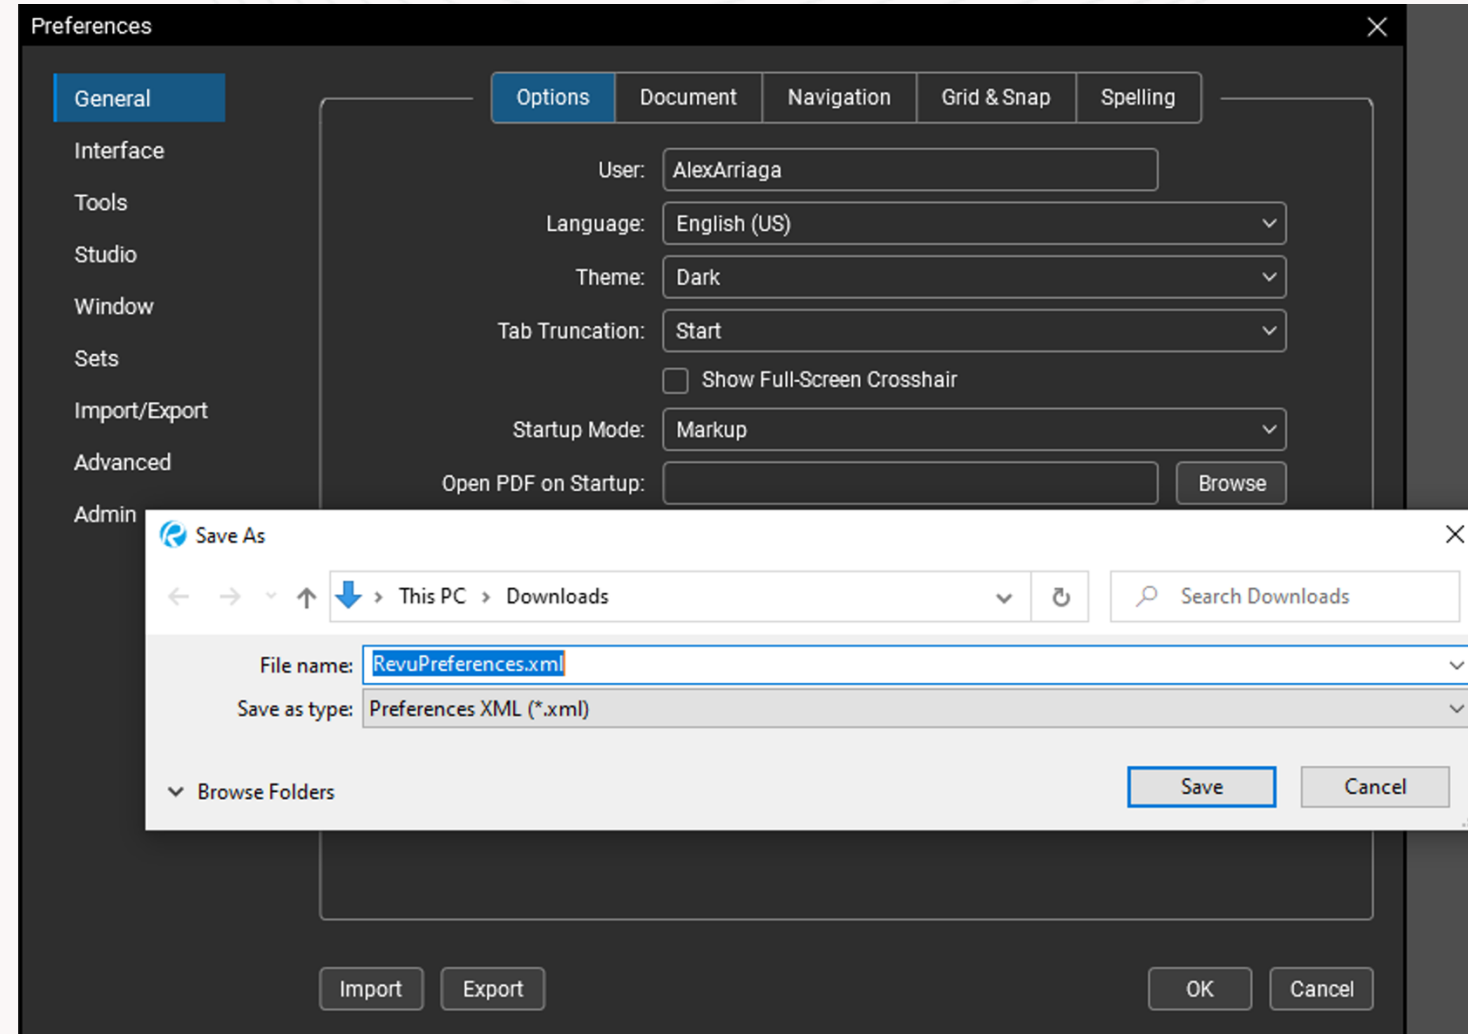 Preferences
General
Interface
Tools
Studio
Window
Sets
Import/Export
Advanced
Admin
Options Document Navigation Grid & Snap Spelling
User: AlexArriaga
Language: English (US)
Theme: Dark
Tab Truncation: Start
Show Full-Screen Crosshair
Startup Mode: Markup
Open PDF on Startup: Browse
Save As
This PC Downloads Search Downloads
File name: RevuPreferences.xml
Save as type: Preferences XML (*.xml)
Browse Folders Save Cancel
Import Export OK Cancel